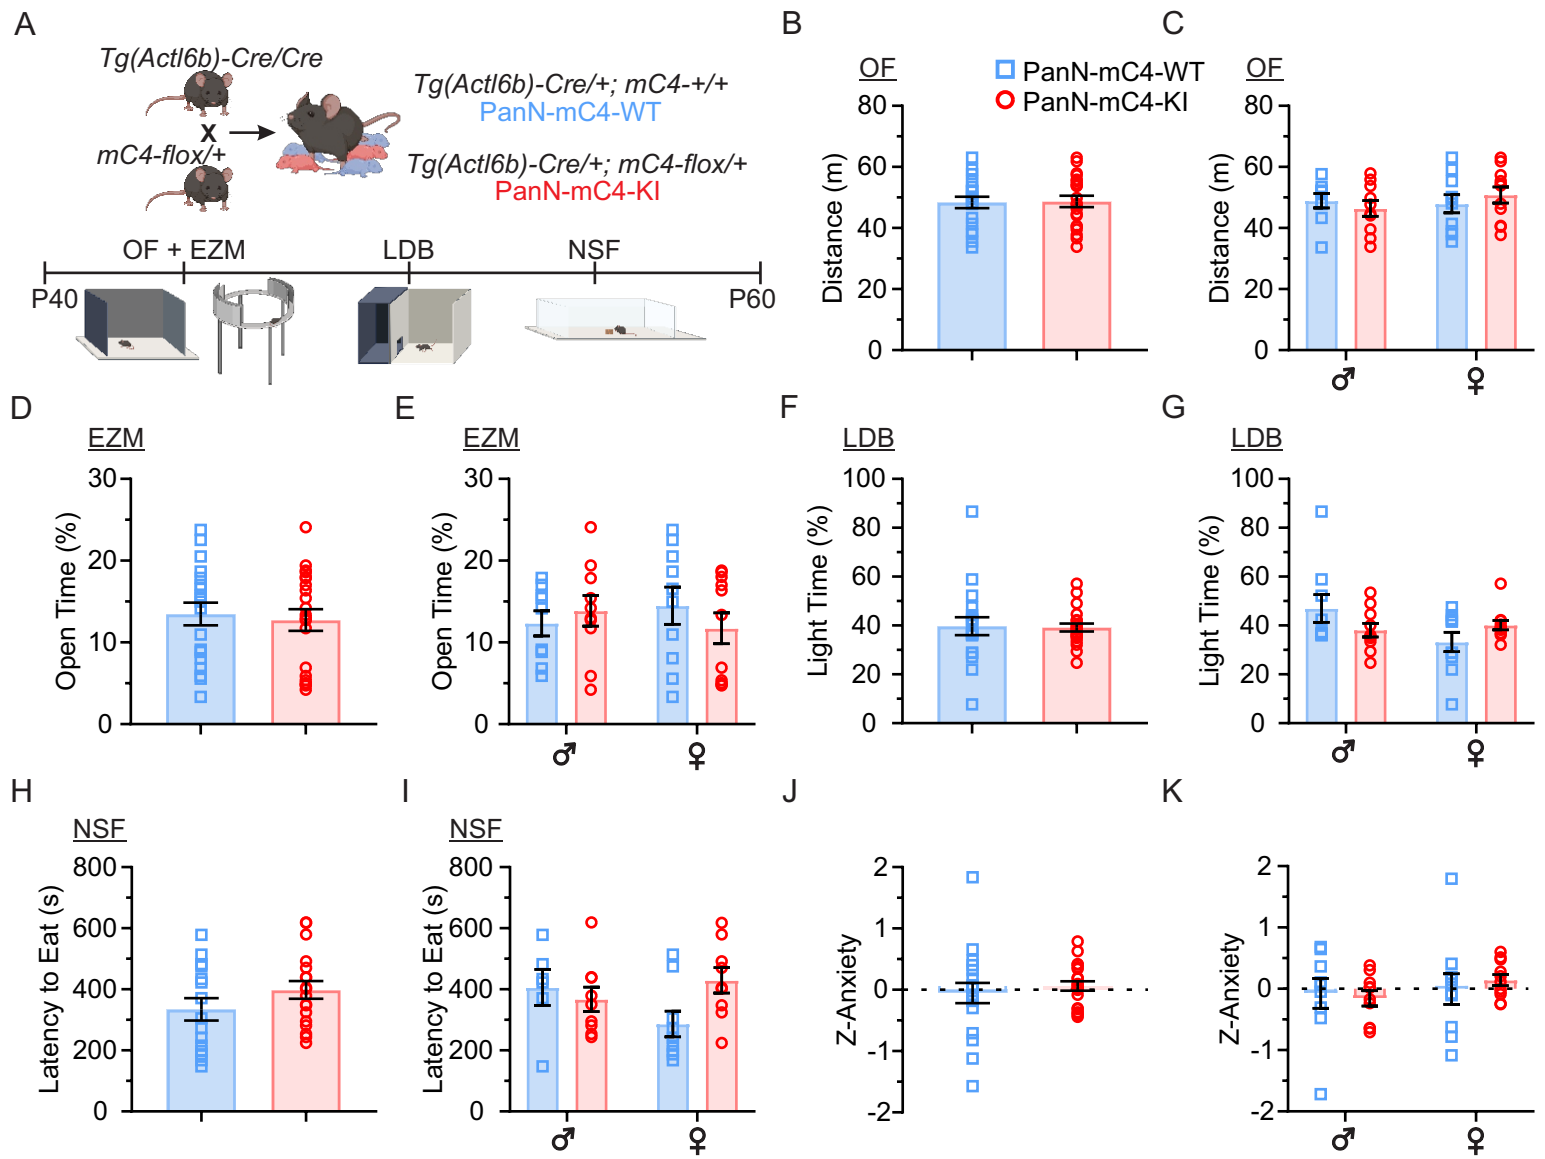 A
Tg(Actl6b)-Cre/Cre
X
mC4-flox/+
Tg(Actl6b)-Cre/+; mC4-+/+
PanN-mC4-WT
Tg(Actl6b)-Cre/+; mC4-flox/+
PanN-mC4-KI
OF + EZM
LDB
NSF
P40
P60
B
OF
Distance (m)
80
60
40
20
0
PanN-mC4-WT
PanN-mC4-KI
C
OF
Distance (m)
80
60
40
20
0
♂
♀
D
EZM
Open Time (%)
30
20
10
0
E
EZM
Open Time (%)
30
20
10
0
♂
♀
F
LDB
Light Time (%)
100
80
60
40
20
0
G
LDB
Light Time (%)
100
80
60
40
20
0
♂
♀
H
NSF
Latency to Eat (s)
800
600
400
200
0
I
NSF
Latency to Eat (s)
800
600
400
200
0
♂
♀
J
Z-Anxiety
2
1
0
-1
-2
K
Z-Anxiety
2
1
0
-1
-2
♂
♀